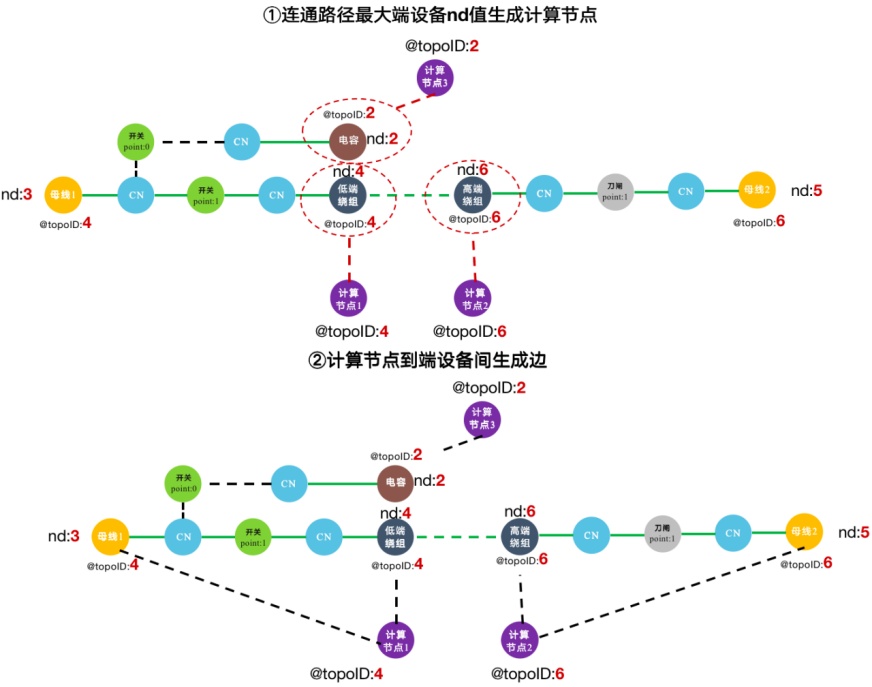 ①连通路径最大端设备nd值生成计算节点
@topoID:2
计算
节点3
@topoID:2
开关
point:0
CN
电容
nd:2
nd:4
nd:6
nd:3
母线1
CN
开关
point:1
CN
低端
绕组
高端
绕组
CN
刀闸
point:1
CN
母线2
nd:5
@topoID:4
@topoID:4
@topoID:6
@topoID:6
计算
节点1
计算
节点2
@topoID:4
@topoID:6
②计算节点到端设备间生成边
@topoID:2
计算
节点3
@topoID:2
开关
point:0
CN
电容
nd:2
nd:4
nd:6
nd:3
母线1
CN
开关
point:1
CN
低端
绕组
高端
绕组
CN
刀闸
point:1
CN
母线2
nd:5
@topoID:4
@topoID:4
@topoID:6
@topoID:6
计算
节点1
计算
节点2
@topoID:4
@topoID:6